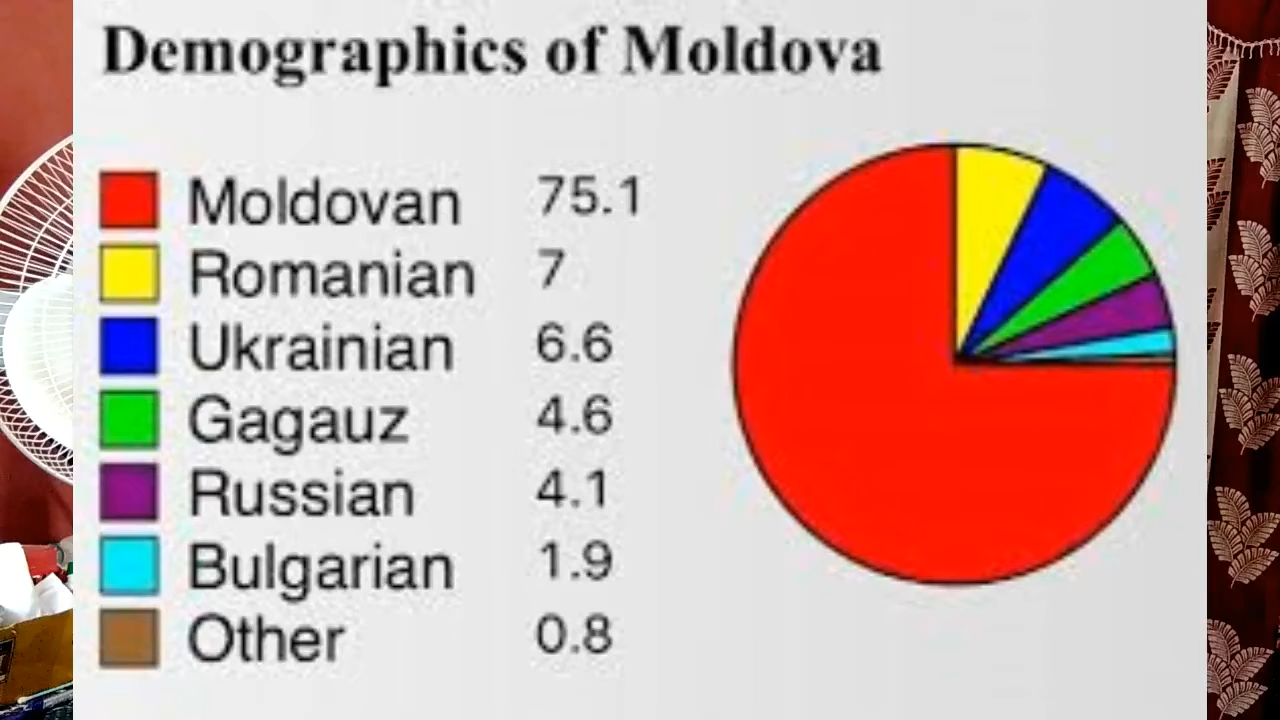 Demographics of Moldova
Moldovan 75.1
Romanian 7
Ukrainian 6.6
Gagauz 4.6
Russian 4.1
Bulgarian 1.9
Other 0.8